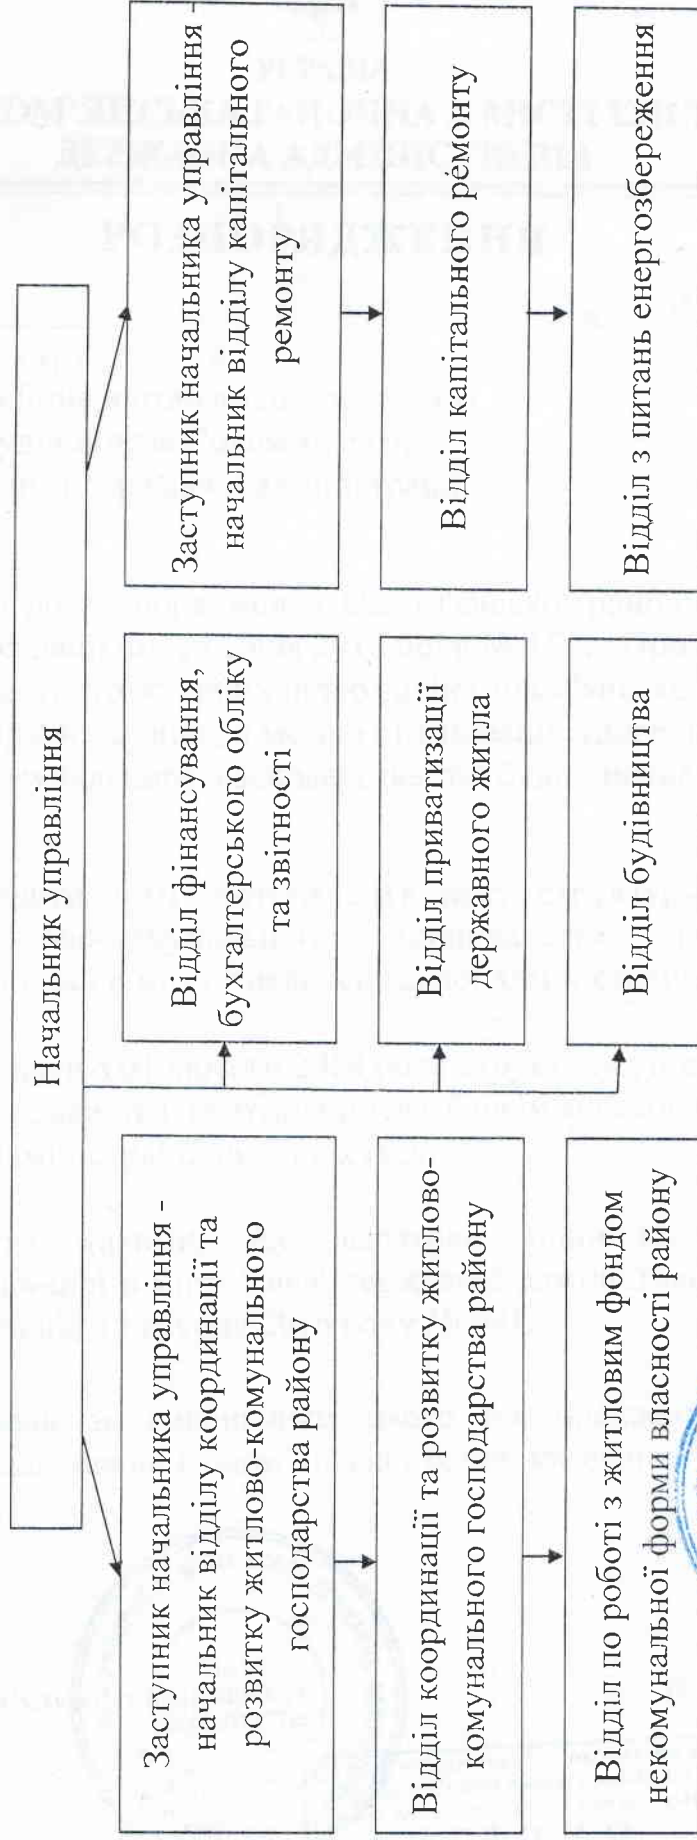 Начальник управління
Заступник начальника управління -
начальник відділу координації та
розвитку житлово-комунального
господарства району
Відділ фінансування,
бухгалтерського обліку
та звітності
Заступник начальника управління -
начальник відділу капітального
ремонту
Відділ координації та розвитку житлово-
комунального господарства району
Відділ приватизації
державного житла
Відділ капітального ремонту
Відділ по роботі з житловим фондом
некомунальної форми власності району
Відділ будівництва
Відділ з питань енергозбереження